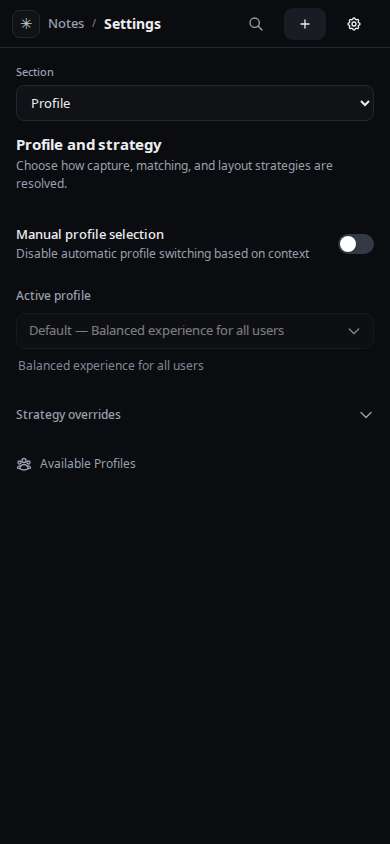 Notes / Settings
Section
Profile
Profile and strategy
Choose how capture, matching, and layout strategies are
resolved.
Manual profile selection
Disable automatic profile switching based on context
Active profile
Default — Balanced experience for all users
Balanced experience for all users
Strategy overrides
Available Profiles